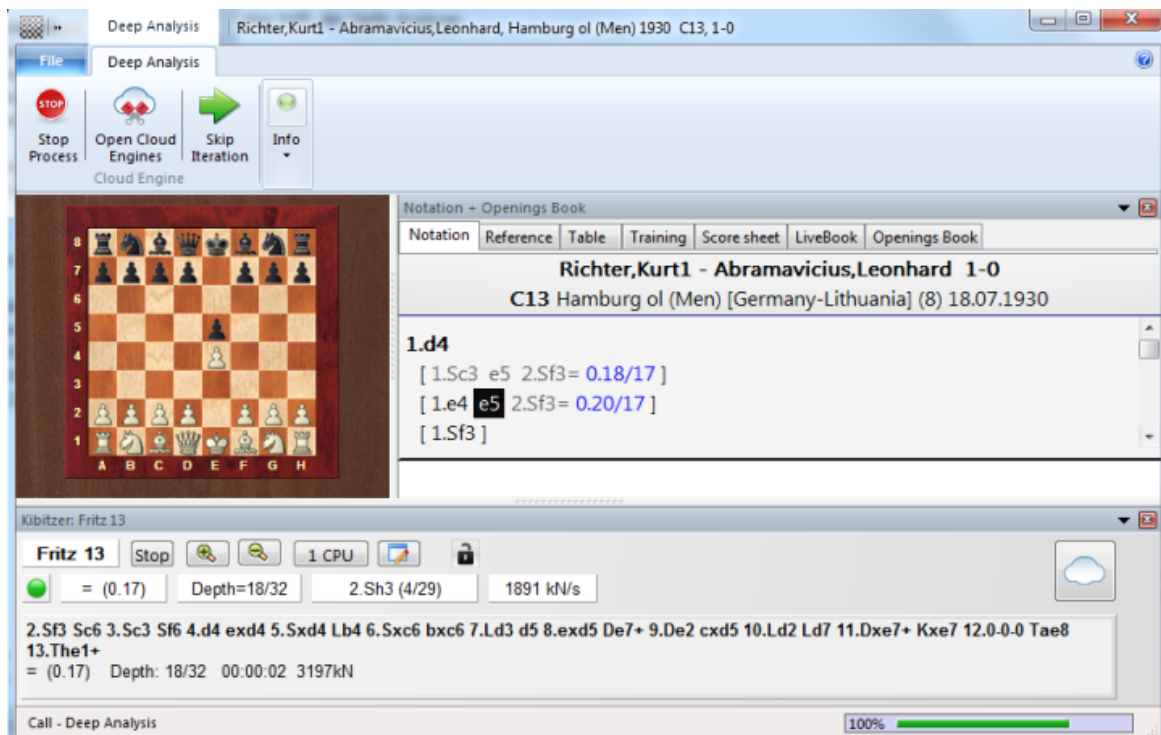 Deep Analysis
Richter,Kurt1 - Abramavicius,Leonhard, Hamburg ol (Men) 1930 C13, 1-0
File
Deep Analysis
STOP
Stop Process
Open Cloud Engines
Skip Iteration
Info
Cloud Engine
Notation + Openings Book
Notation Reference Table Training Score sheet LiveBook Openings Book
Richter,Kurt1 - Abramavicius,Leonhard 1-0
C13 Hamburg ol (Men) [Germany-Lithuania] (8) 18.07.1930
1.d4
[ 1.Sc3 e5 2.Sf3= 0.18/17 ]
[ 1.e4 e5 2.Sf3= 0.20/17 ]
[ 1.Sf3 ]
8
7
6
5
4
3
2
1
A B C D E F G H
Kibitzer: Fritz 13
Fritz 13 Stop 1 CPU
= (0.17) Depth=18/32 2.Sh3 (4/29) 1891 kN/s
2.Sf3 Sc6 3.Sc3 Sf6 4.d4 exd4 5.Sxd4 Lb4 6.Sxc6 bxc6 7.Ld3 d5 8.exd5 De7+ 9.De2 cxd5 10.Ld2 Ld7 11.Dxe7+ Kxe7 12.0-0-0 Tae8
13.The1+
= (0.17) Depth: 18/32 00:00:02 3197kN
Call - Deep Analysis
100%